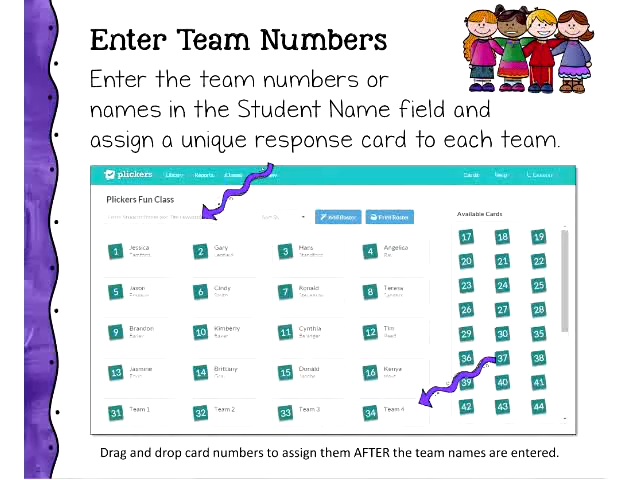 Enter Team Numbers
Enter the team numbers or
names in the Student Name field and
assign a unique response card to each team.
plickers Library Reports Classes Cards Help
Plickers Fun Class
Add Roster Print Roster Available Cards
17 18 19
1 Jessica 2 Gary 3 Hans 4 Angelica
20 21 22
5 Jason 6 Cindy 7 Ronald 8 Teresa
23 24 25
26 27 28
9 Brandon 10 Kimberly 11 Cynthia 12 Tim
29 30 35
36 37 38
13 Jasmine 14 Brittany 15 Donald 16 Kenya
39 40 41
31 Team 1 32 Team 2 33 Team 3 34 Team 4
42 43 44
Drag and drop card numbers to assign them AFTER the team names are entered.